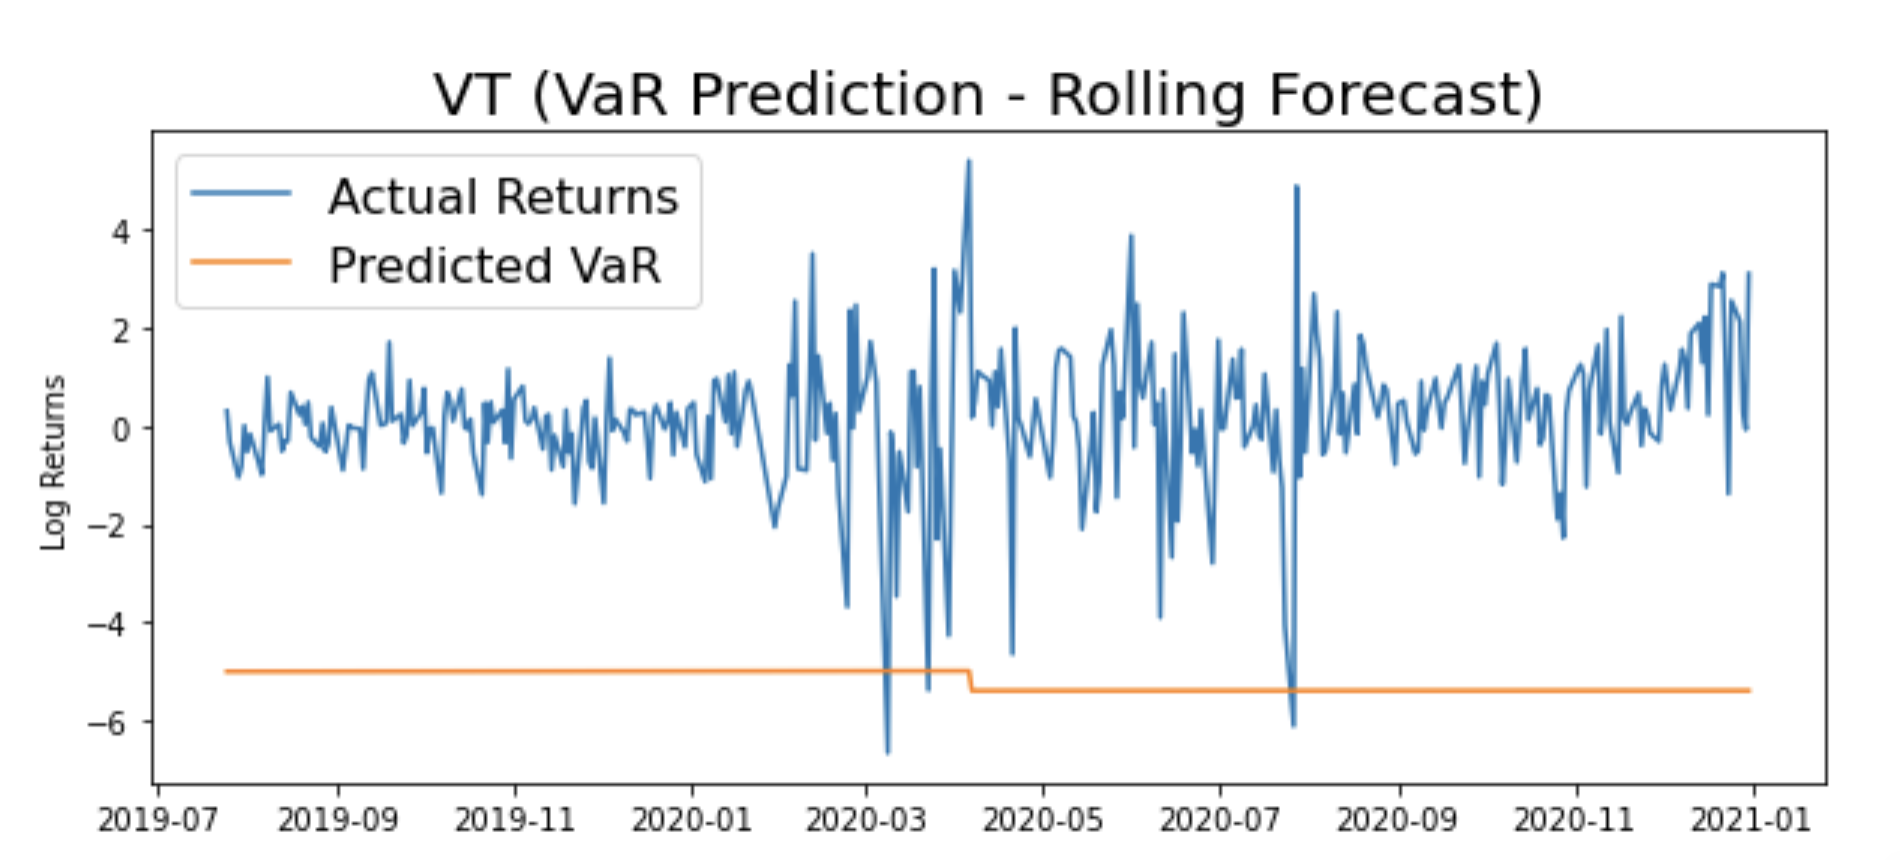 VT (VaR Prediction - Rolling Forecast)
Actual Returns
Predicted VaR
Log Returns
4
2
0
−2
−4
−6
2019-07 2019-09 2019-11 2020-01 2020-03 2020-05 2020-07 2020-09 2020-11 2021-01